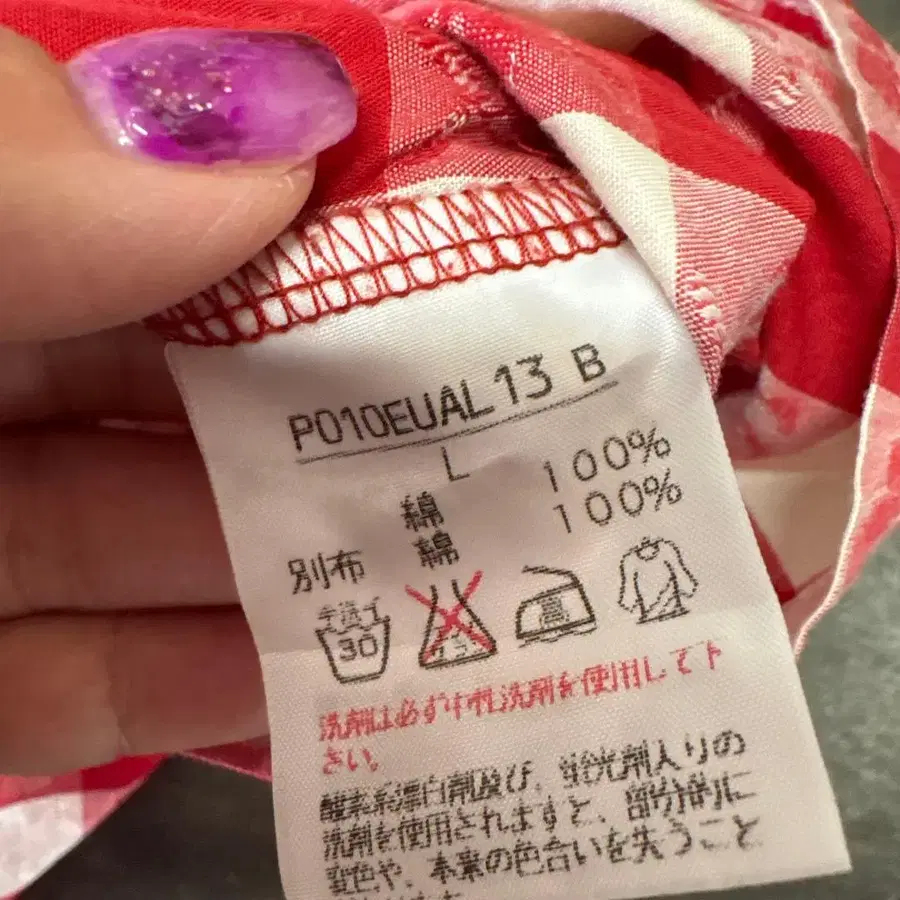 P010EUAL 13 B
L
綿 100%
別布 綿 100%
手洗イ
30
洗剤は必ず中性洗剤を使用して下
さい。
酸素系漂白剤及び、蛍光剤入りの
洗剤を使用されますと、部分的に
変色や、本来の色合いを失うこと